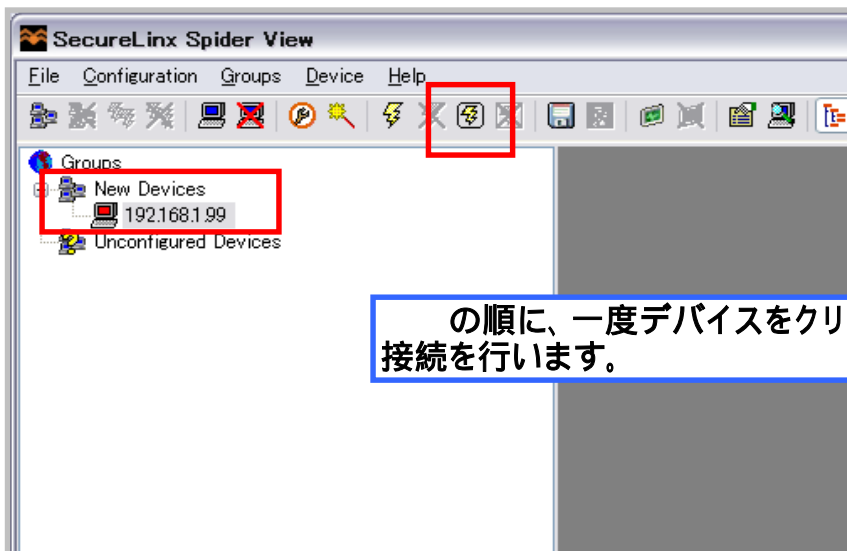 SecureLinx Spider View
File Configuration Groups Device Help
Groups
New Devices
192.168.1.99
Unconfigured Devices
の順に、一度デバイスをクリ
接続を行います。